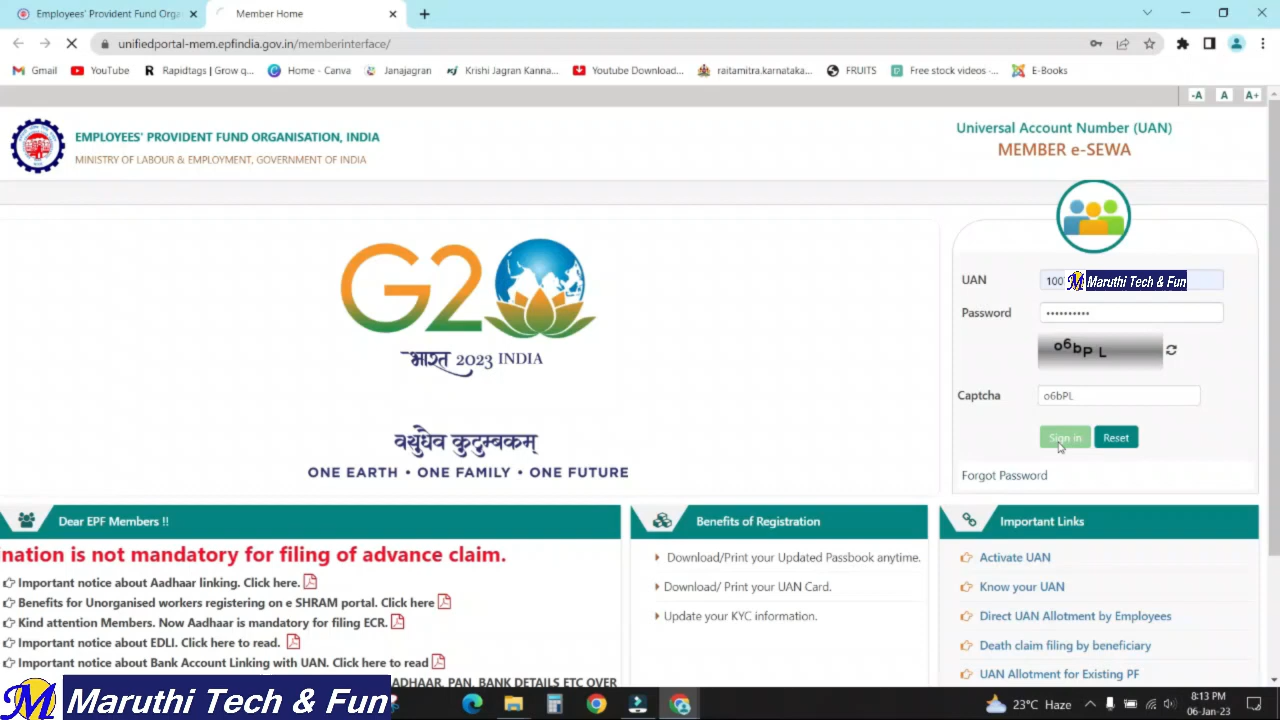 Employees' Provident Fund Orga
Member Home
unifiedportal-mem.epfindia.gov.in/memberinterface/
Gmail
YouTube
Rapidtags | Grow q...
Home - Canva
Janajagran
Krishi Jagran Kanna...
Youtube Download...
raitamitra.karnataka...
FRUITS
Free stock videos -...
E-Books
-A A A+
EMPLOYEES' PROVIDENT FUND ORGANISATION, INDIA
MINISTRY OF LABOUR & EMPLOYMENT, GOVERNMENT OF INDIA
Universal Account Number (UAN)
MEMBER e-SEWA
G20
भारत 2023 INDIA
वसुधैव कुटुम्बकम्
ONE EARTH • ONE FAMILY • ONE FUTURE
UAN
100
Maruthi Tech & Fun
Password
••••••••••
o6bPL
Captcha
o6bPL
Sign in
Reset
Forgot Password
Dear EPF Members !!
ination is not mandatory for filing of advance claim.
Important notice about Aadhaar linking. Click here.
Benefits for Unorganised workers registering on e SHRAM portal. Click here
Kind attention Members. Now Aadhaar is mandatory for filing ECR.
Important notice about EDLI. Click here to read.
Important notice about Bank Account Linking with UAN. Click here to read
ADHAAR, PAN, BANK DETAILS ETC OVER
Benefits of Registration
Download/Print your Updated Passbook anytime.
Download/ Print your UAN Card.
Update your KYC information.
Important Links
Activate UAN
Know your UAN
Direct UAN Allotment by Employees
Death claim filing by beneficiary
UAN Allotment for Existing PF
Maruthi Tech & Fun
23°C Haze
8:13 PM
06-Jan-23